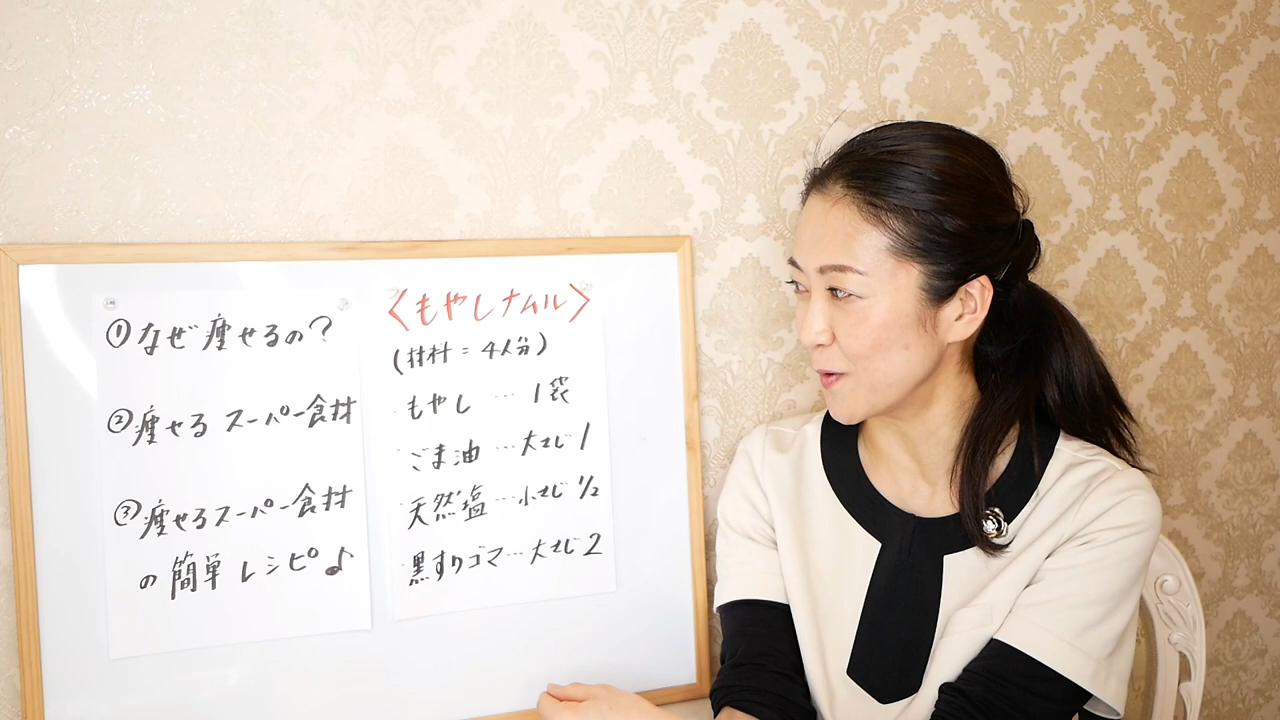 ①なぜ痩せるの?
②痩せるスーパー食材
③痩せるスーパー食材
の簡単レシピ♪
〈もやしナムル〉
(材料=4人分)
・もやし…1袋
・ごま油…大さじ1
・天然塩…小さじ1/2
・黒すりゴマ…大さじ2